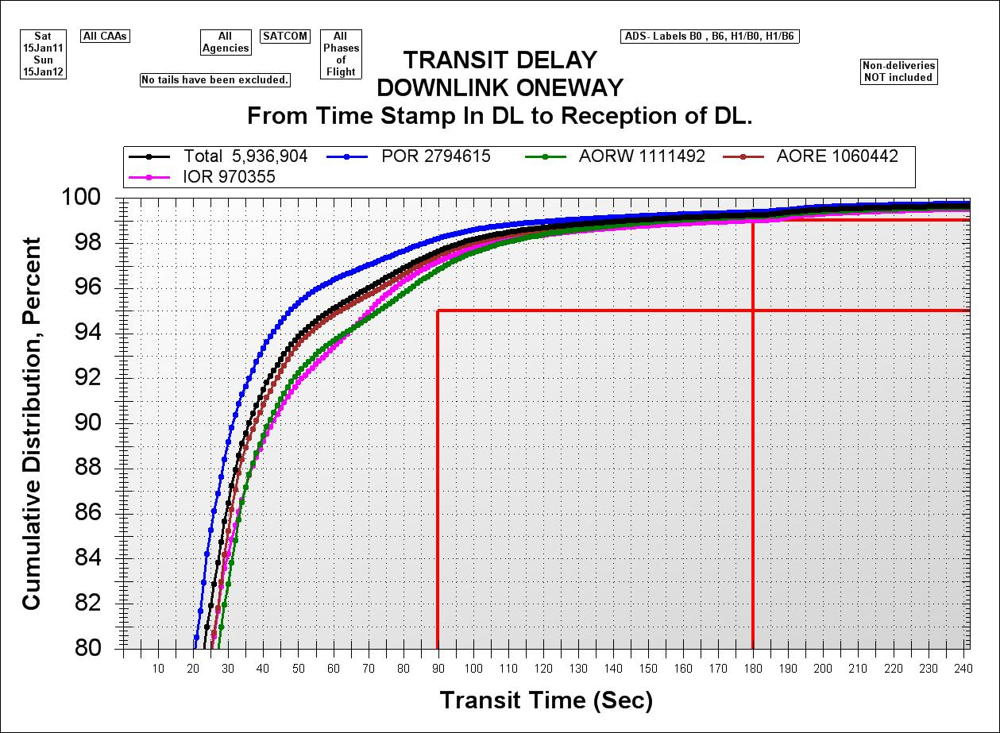 Sat
15Jan11
Sun
15Jan12
All CAAs
All
Agencies
SATCOM
All
Phases
of
Flight
ADS- Labels B0 , B6, H1/B0, H1/B6
No tails have been excluded.
Non-deliveries
NOT included
TRANSIT DELAY
DOWNLINK ONEWAY
From Time Stamp In DL to Reception of DL.
Total 5,936,904 POR 2794615 AORW 1111492 AORE 1060442
IOR 970355
Cumulative Distribution, Percent
100
98
96
94
92
90
88
86
84
82
80
10 20 30 40 50 60 70 80 90 100 110 120 130 140 150 160 170 180 190 200 210 220 230 240
Transit Time (Sec)